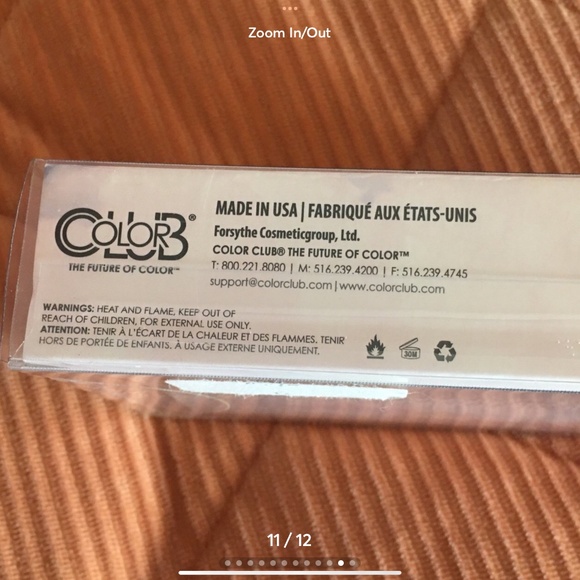 Zoom In/Out
COLOR CLUB®
THE FUTURE OF COLOR™
MADE IN USA | FABRIQUÉ AUX ÉTATS-UNIS
Forsythe Cosmeticgroup, Ltd.
COLOR CLUB® THE FUTURE OF COLOR™
T: 800.221.8080 | M: 516.239.4200 | F: 516.239.4745
support@colorclub.com | www.colorclub.com
WARNINGS: HEAT AND FLAME, KEEP OUT OF
REACH OF CHILDREN, FOR EXTERNAL USE ONLY.
ATTENTION: TENIR À L'ÉCART DE LA CHALEUR ET DES FLAMMES, TENIR
HORS DE PORTÉE DE ENFANTS, À USAGE EXTERNE UNIQUEMENT.
30M
11 / 12